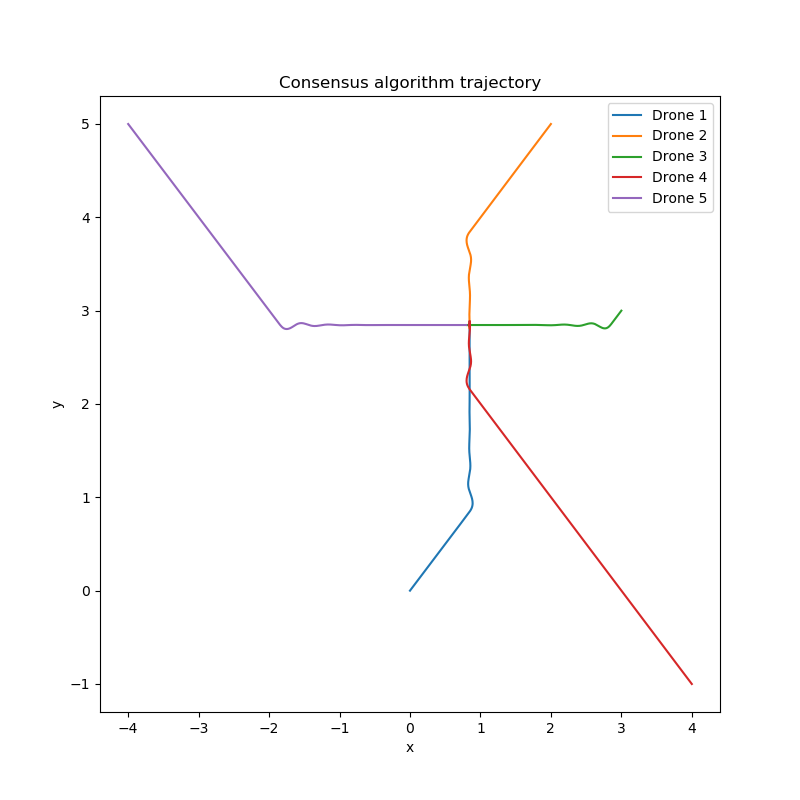 Consensus algorithm trajectory
Drone 1
Drone 2
Drone 3
Drone 4
Drone 5
5
4
3
2
1
0
−1
y
−4 −3 −2 −1 0 1 2 3 4
x